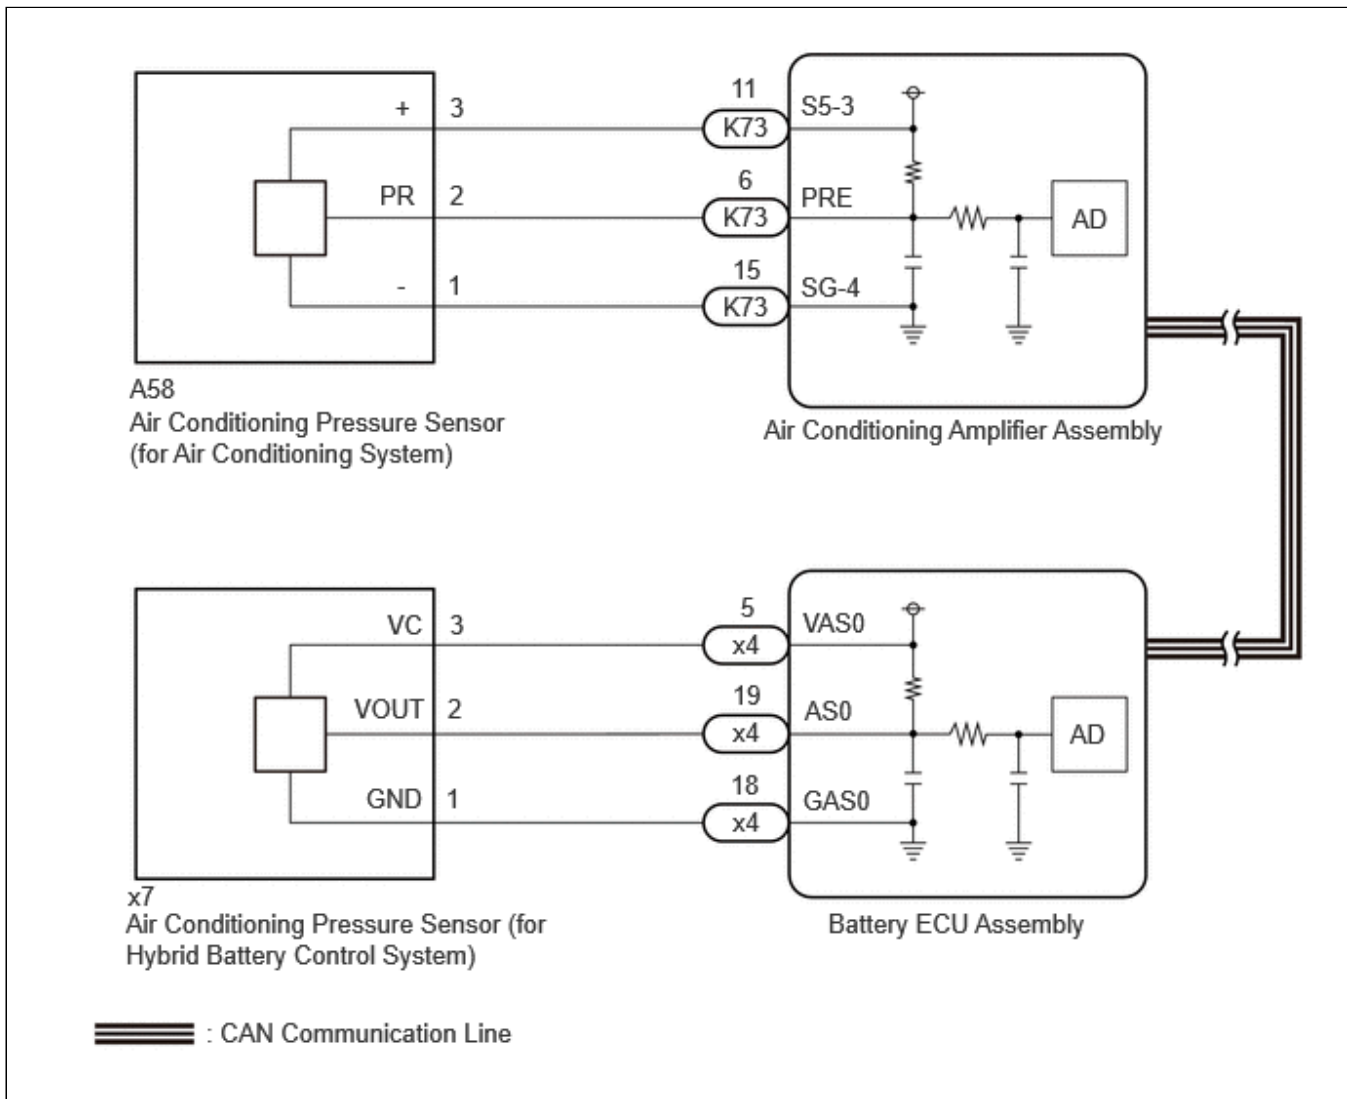 + 3 11 S5-3
K73
PR 2 6 PRE
K73 AD
- 1 15 SG-4
K73
A58
Air Conditioning Pressure Sensor
(for Air Conditioning System)
Air Conditioning Amplifier Assembly
VC 3 5 VAS0
x4
VOUT 2 19 AS0
x4 AD
GND 1 18 GAS0
x4
x7
Air Conditioning Pressure Sensor (for
Hybrid Battery Control System)
Battery ECU Assembly
: CAN Communication Line